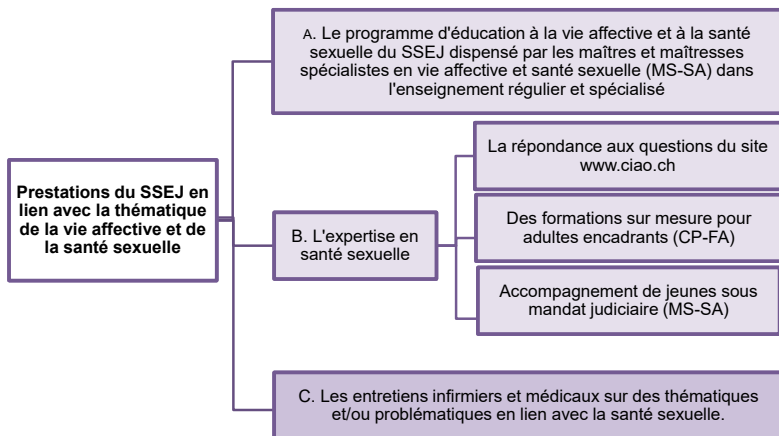 Prestations du SSEJ en
lien avec la thématique
de la vie affective et de
la santé sexuelle
A. Le programme d'éducation à la vie affective et à la santé
sexuelle du SSEJ dispensé par les maîtres et maîtresses
spécialistes en vie affective et santé sexuelle (MS-SA) dans
l'enseignement régulier et spécialisé
B. L'expertise en
santé sexuelle
La répondance aux questions du site
www.ciao.ch
Des formations sur mesure pour
adultes encadrants (CP-FA)
Accompagnement de jeunes sous
mandat judiciaire (MS-SA)
C. Les entretiens infirmiers et médicaux sur des thématiques
et/ou problématiques en lien avec la santé sexuelle.